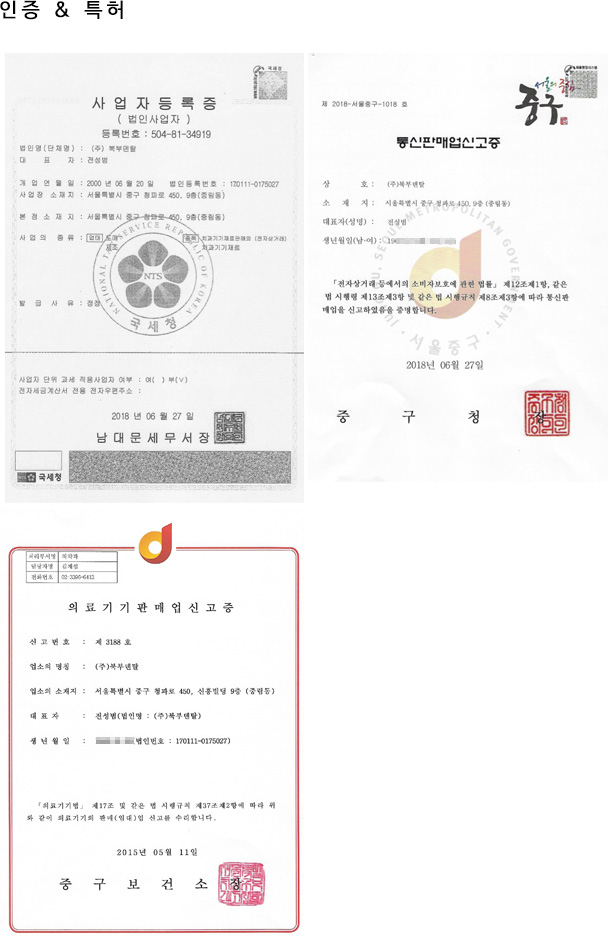 인증 & 특허
국세청
사업자등록증
( 법인사업자 )
등록번호 : 504-81-34919
법인명(단체명) : (주) 북부덴탈
대 표 자 : 전성범
개 업 연 월 일 : 2000 년 06 월 20 일 법인등록번호 : 170111-0175027
사업장 소재지 : 서울특별시 중구 청파로 450, 9층(중림동)
본 점 소 재 지 : 서울특별시 중구 청파로 450, 9층(중림동)
사 업 의 종 류 : 업태 도매 종목 치과기기재료판매외 (전자상거래)
제조 치과기기재료
NATIONAL TAX SERVICE REPUBLIC OF KOREA
NTS
국세청
발 급 사 유 : 정정
사업자 단위 과세 적용사업자 여부 : 여( ) 부(V)
전자세금계산서 전용 전자우편주소 :
2018 년 06 월 27 일
남대문세무서장
국세청
서울의 중심
중구
제 2018-서울중구-1018 호
통신판매업신고증
상 호 : (주)북부덴탈
소 재 지 : 서울특별시 중구 청파로 450, 9층 (중림동)
대표자(성명) : 전성범
생년월일(남·여) : 19
SEOUL METROPOLITAN GOVERNMENT
서울중구
「전자상거래 등에서의 소비자보호에 관한 법률」 제12조제1항, 같은
법 시행령 제13조제3항 및 같은 법 시행규칙 제8조제3항에 따라 통신판
매업을 신고하였음을 증명합니다.
2018년 06월 27일
중 구 청 장
처리부서명 의약과
담당자명 김제섭
전화번호 02-3396-6412
의료기기판매업신고증
신 고 번 호 : 제 3188 호
업소의 명칭 : (주)북부덴탈
업소의 소재지 : 서울특별시 중구 청파로 450, 신흥빌딩 9층 (중림동)
대 표 자 : 전성범(법인명 : (주)북부덴탈)
생 년 월 일 : 법인번호 : 170111-0175027)
「의료기기법」 제17조 및 같은 법 시행규칙 제37조제2항에 따라 위
와 같이 의료기기의 판매(임대)업 신고를 수리합니다.
2015년 05월 11일
중 구 보 건 소 장